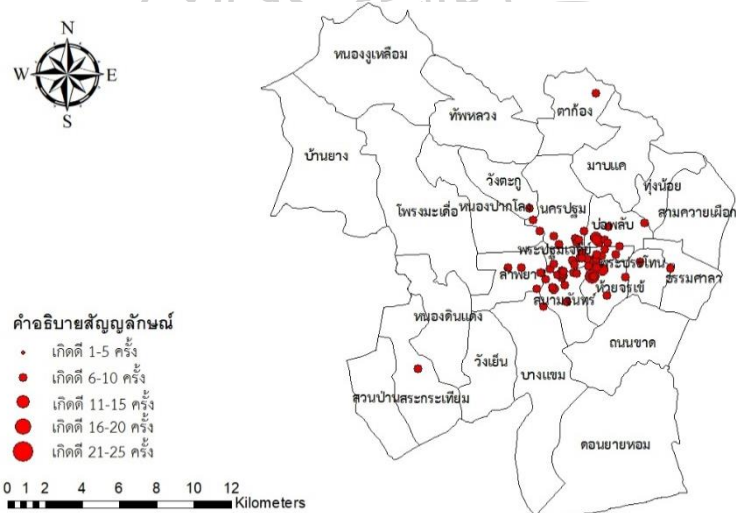 N
W E
S
หนองงูเหลือม
ทัพหลวง
ตาก้อง
บ้านยาง
วังตะกู
มาบแค
ทุ่งน้อย
โพรงมะเดื่อ
หนองปากโลง
นครปฐม
บ่อพลับ
สามควายเผือก
พระปฐมเจดีย์
พระประโทน
ลำพยา
ธรรมศาลา
ห้วยจรเข้
สนามจันทร์
หนองดินแดง
ถนนขาด
วังเย็น
บางแขม
สวนป่าน
สระกระเทียม
ดอนยายหอม
คำอธิบายสัญญลักษณ์
เกิดดี 1-5 ครั้ง
เกิดดี 6-10 ครั้ง
เกิดดี 11-15 ครั้ง
เกิดดี 16-20 ครั้ง
เกิดดี 21-25 ครั้ง
0 1 2 4 6 8 10 12
Kilometers